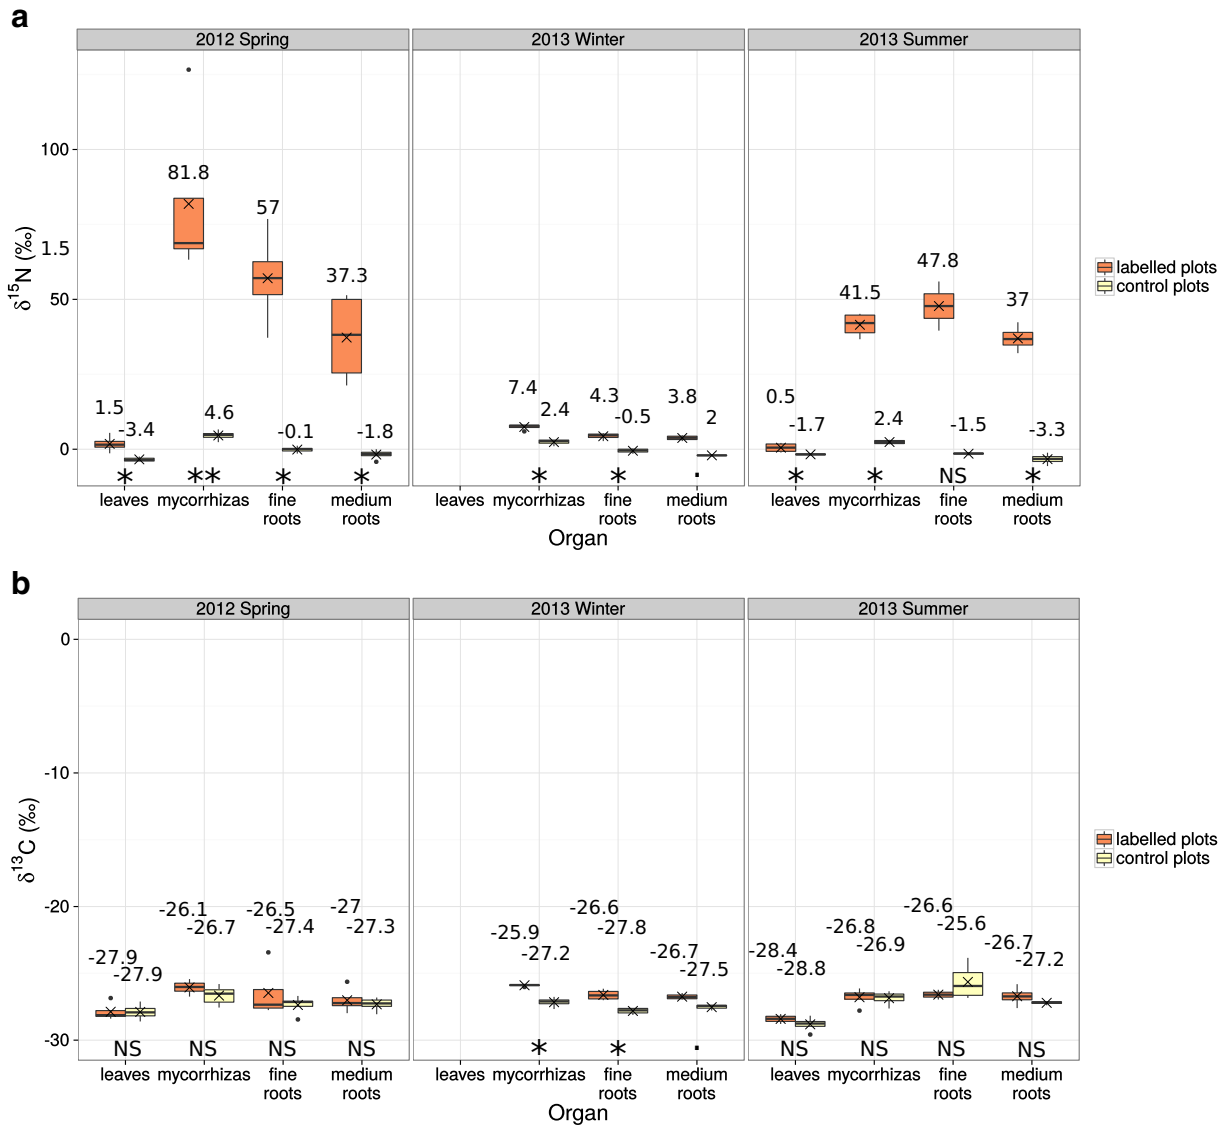 a
2012 Spring
2013 Winter
2013 Summer
100
50
0
1.5
δ15N (‰)
81.8
57
37.3
1.5
-3.4
4.6
-0.1
-1.8
* ** * *
7.4
2.4
4.3
-0.5
3.8
2
* *
41.5
47.8
37
0.5
-1.7
2.4
-1.5
-3.3
* * NS *
leaves mycorrhizas fine roots medium roots
leaves mycorrhizas fine roots medium roots
leaves mycorrhizas fine roots medium roots
Organ
labelled plots
control plots
b
2012 Spring
2013 Winter
2013 Summer
0
-10
-20
-30
δ13C (‰)
-27.9
-27.9
-26.1
-26.7
-26.5
-27.4
-27
-27.3
NS NS NS NS
-25.9
-27.2
-26.6
-27.8
-26.7
-27.5
* *
-28.4
-28.8
-26.8
-26.9
-26.6
-25.6
-26.7
-27.2
NS NS NS NS
leaves mycorrhizas fine roots medium roots
leaves mycorrhizas fine roots medium roots
leaves mycorrhizas fine roots medium roots
Organ
labelled plots
control plots